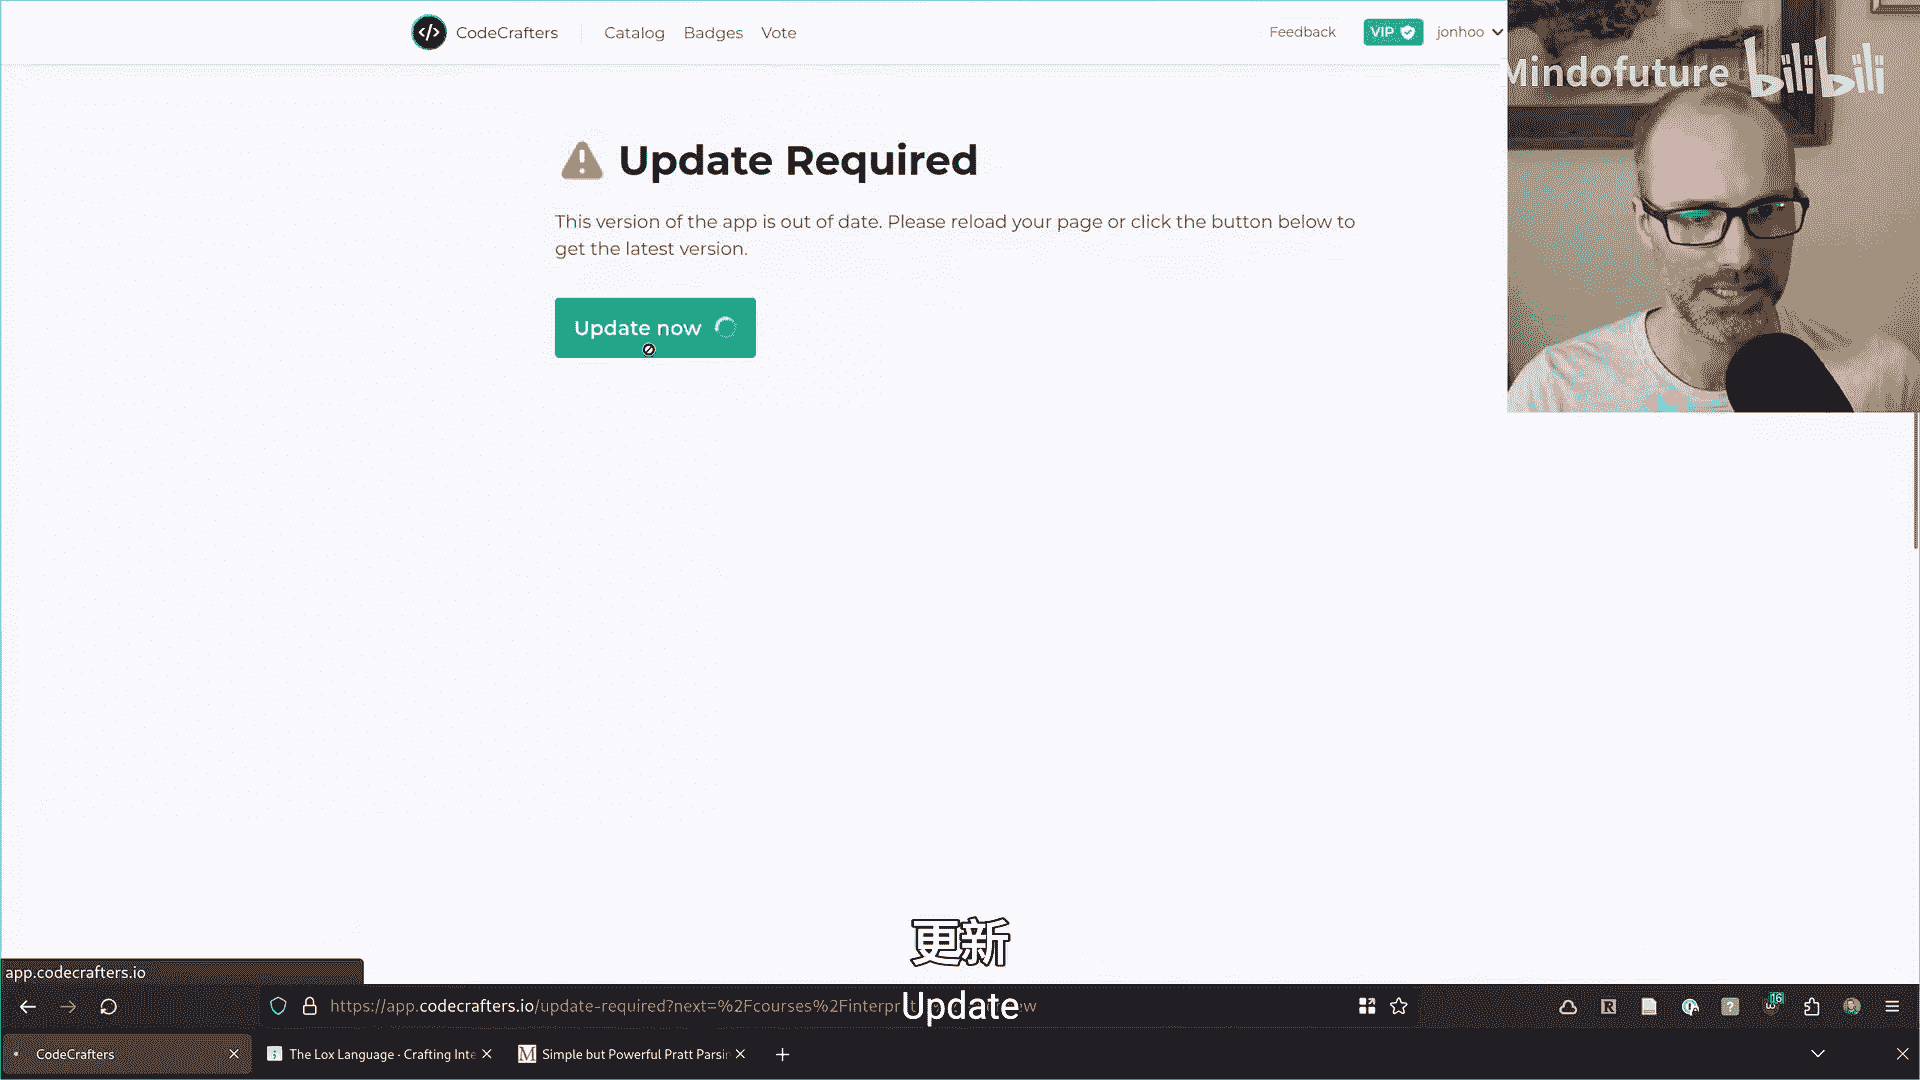 CodeCrafters
Catalog
Badges
Vote
Feedback
VIP
jonhoo
Mindofuture
bilibili
Update Required
This version of the app is out of date. Please reload your page or click the button below to
get the latest version.
Update now
更新
Update
app.codecrafters.io
https://app.codecrafters.io/update-required?next=%2Fcourses%2Finterpr
16
CodeCrafters
The Lox Language · Crafting Inte
Simple but Powerful Pratt Parsin